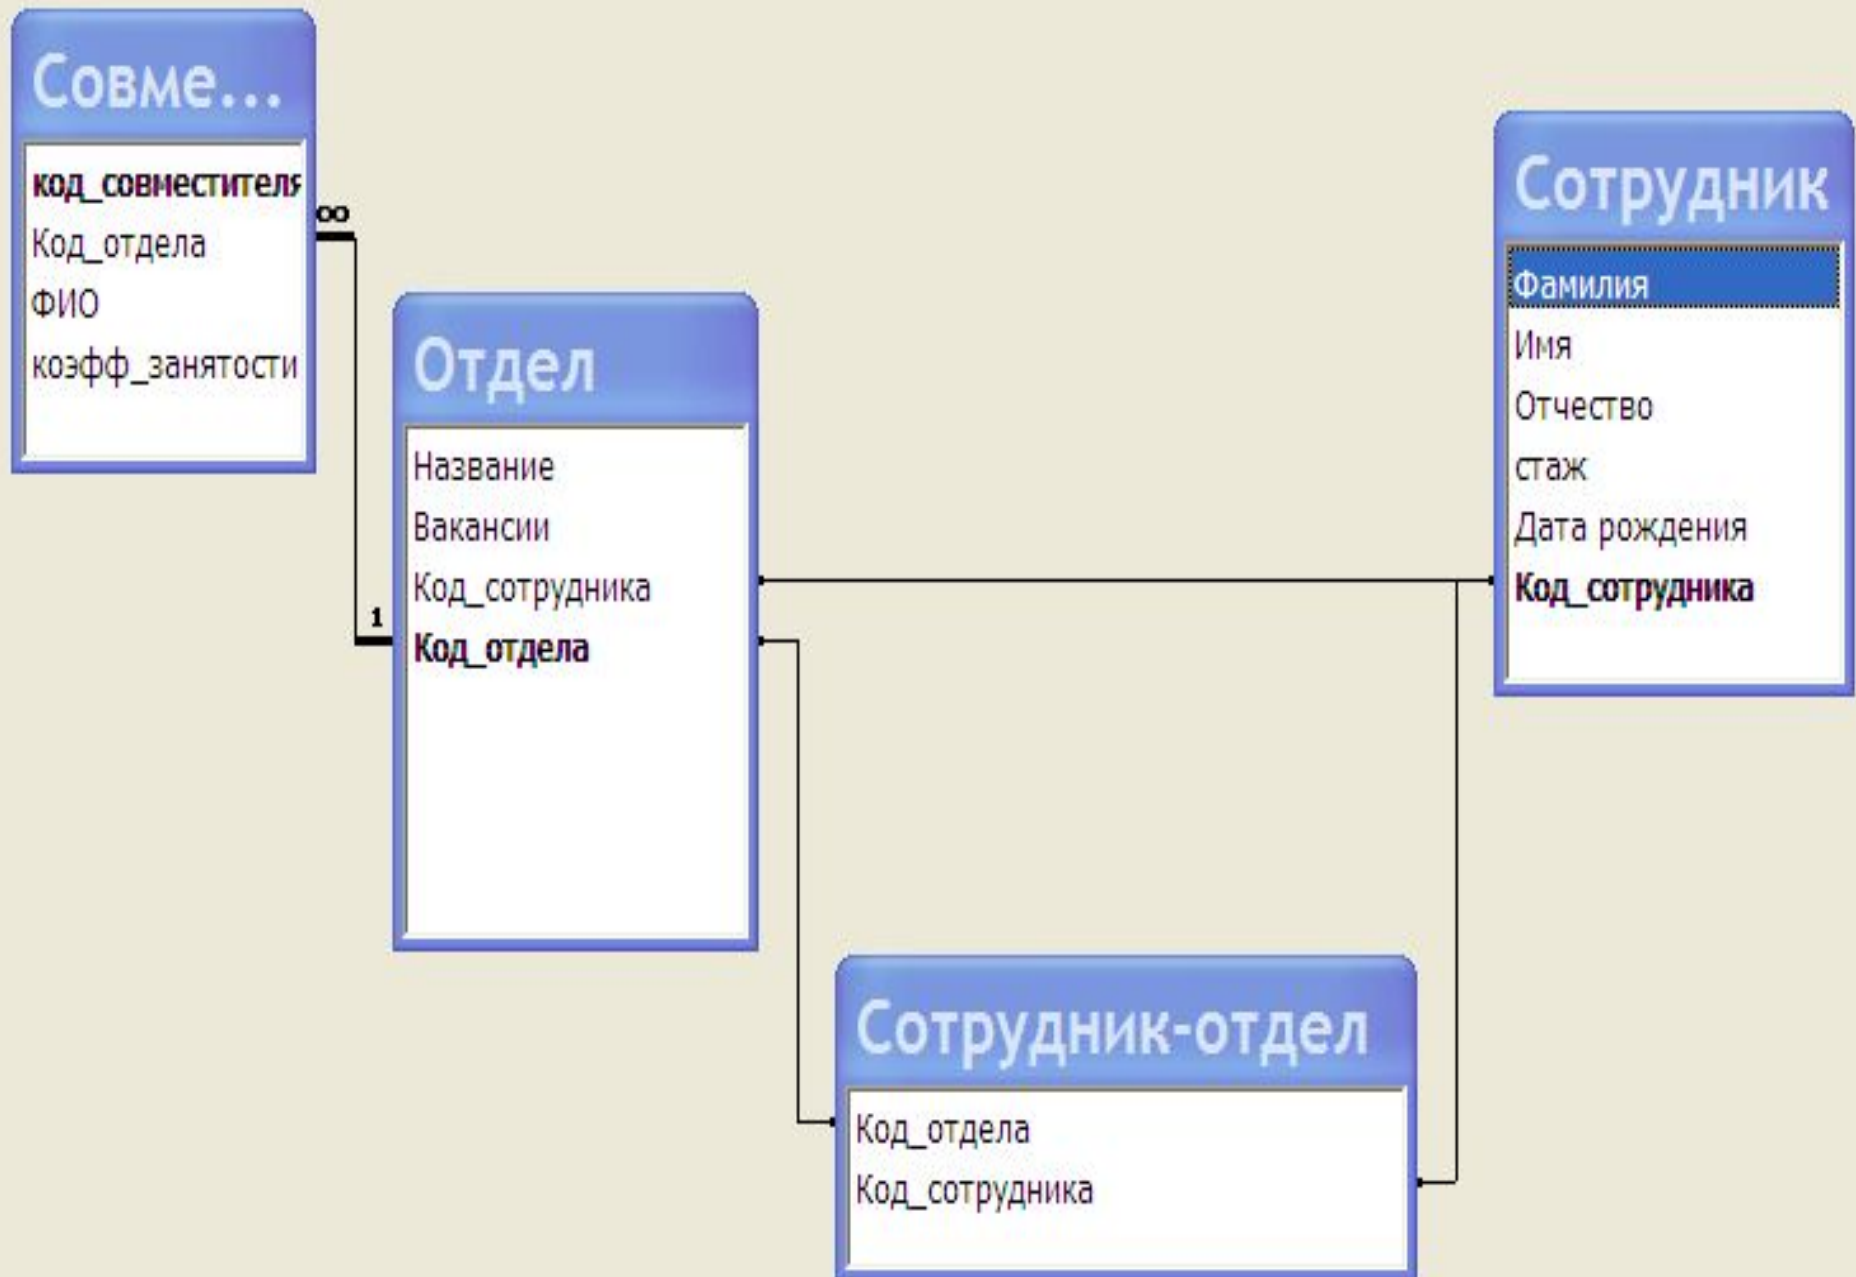 Совме...
код_совместителя
Код_отдела
ФИО
коэфф_занятости
∞
1
Отдел
Название
Вакансии
Код_сотрудника
Код_отдела
Сотрудник
Фамилия
Имя
Отчество
стаж
Дата рождения
Код_сотрудника
Сотрудник-отдел
Код_отдела
Код_сотрудника